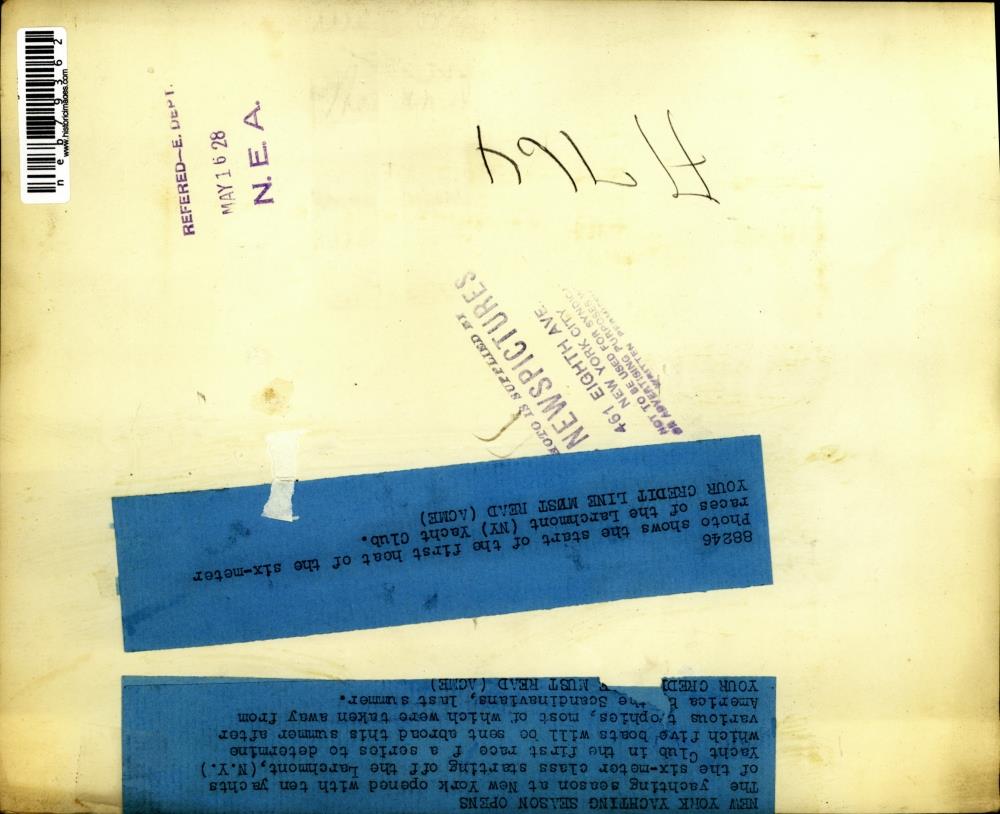 neb79362
www.historicimages.com
REFERED—E. DEPT.
MAY 16 28
N. E. A.
IS SUPPLIED BY
NEWSPICTURES
461 EIGHTH AVE.
NEW YORK CITY
NOT TO BE USED FOR
OR ADVERTISING PURPOSES
WRITTEN
88246
Photo shows the start of the first heat of the six-meter
races of the Larchmont (NY) Yacht Club.
YOUR CREDIT LINE MUST READ (ACME)
NEW YORK YACHTING SEASON OPENS
The yachting season at New York opened with ten yachts
of the six-meter class starting off the Larchmont,(N.Y.)
Yacht Club in the first race f a series to determine
which five boats will be sent abroad this summer after
various trophies, most of which were taken away from
America the Scandinavians, last summer.
YOUR CRED MUST READ (ACME)